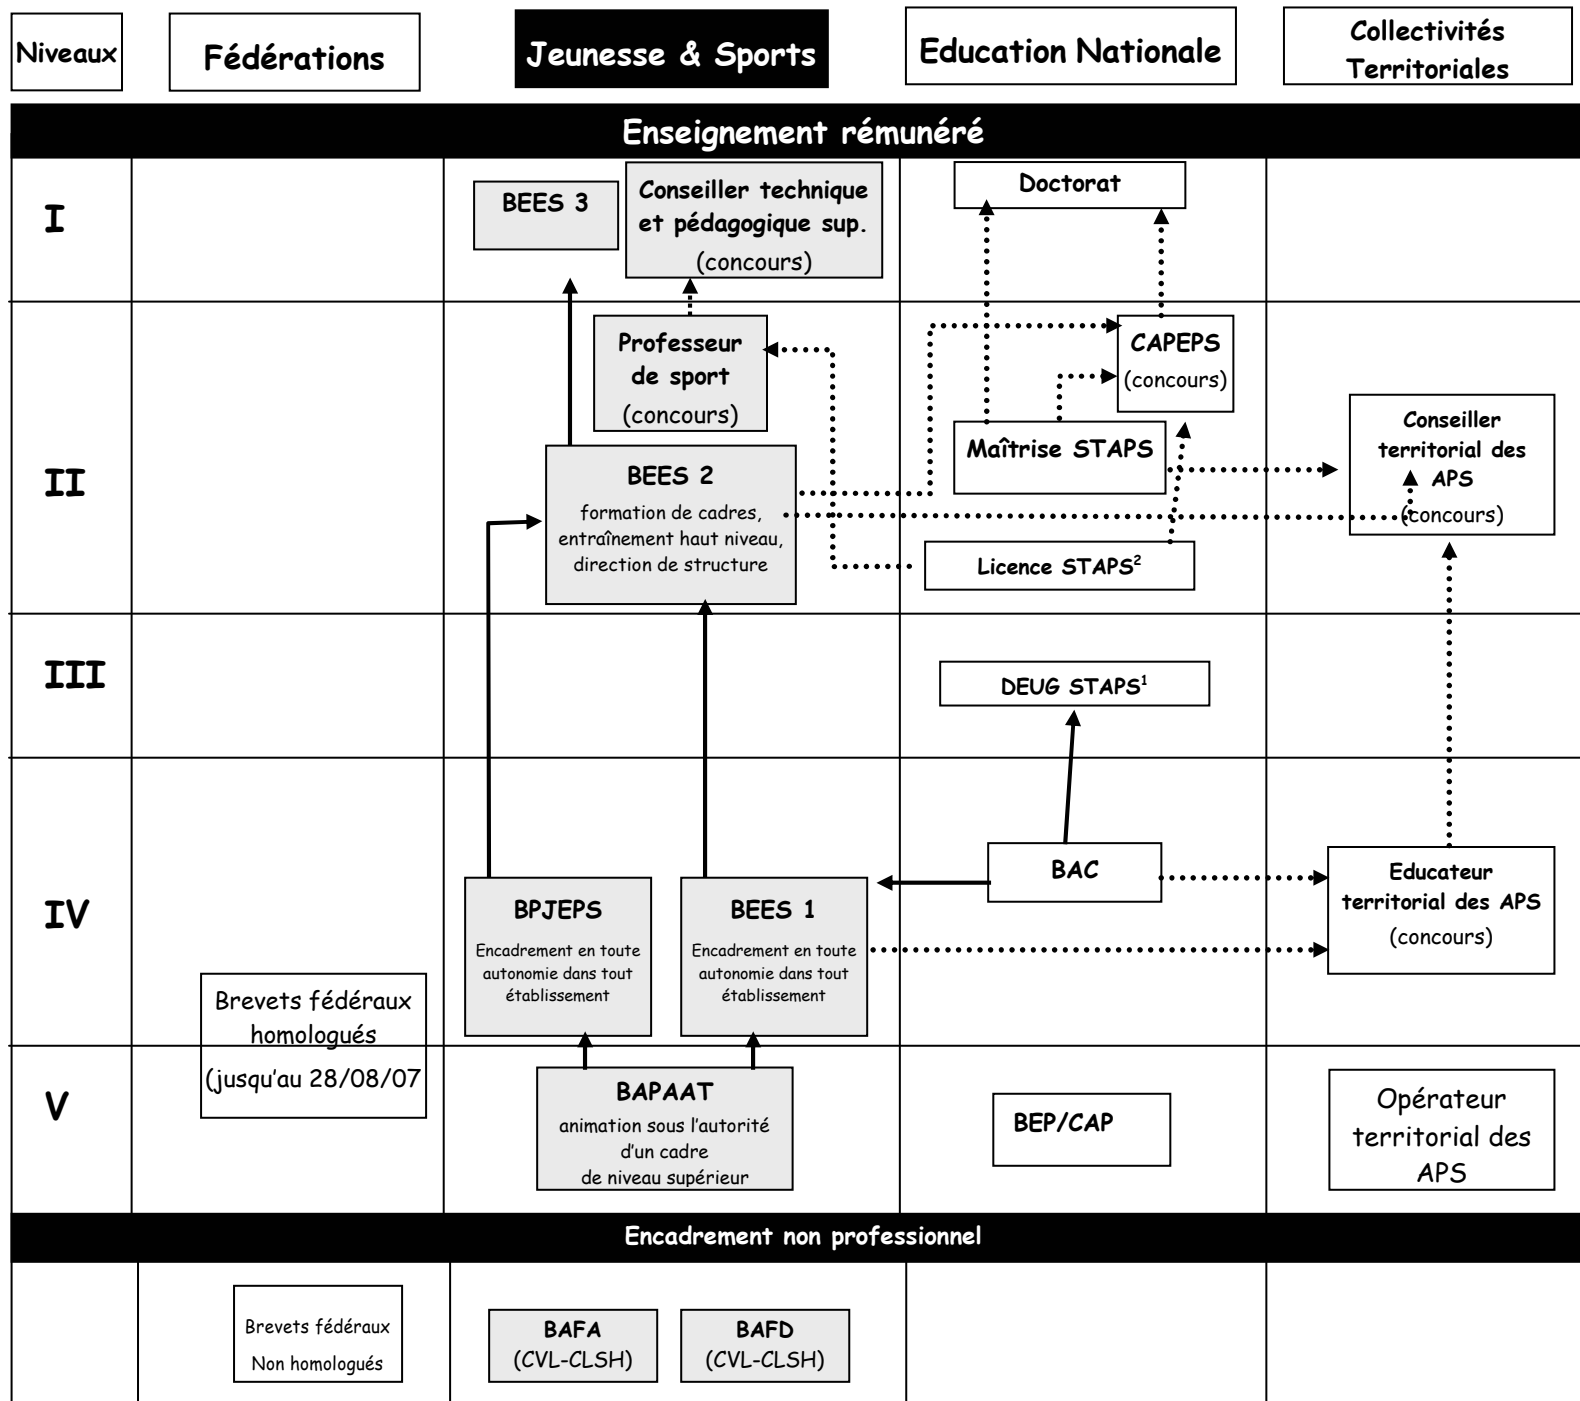 Niveaux
Fédérations
Jeunesse & Sports
Education Nationale
Collectivités
Territoriales
Enseignement rémunéré
I
BEES 3
Conseiller technique
et pédagogique sup.
(concours)
Doctorat
II
Professeur
de sport
(concours)
CAPEPS
(concours)
BEES 2
formation de cadres,
entraînement haut niveau,
direction de structure
Maîtrise STAPS
Licence STAPS²
Conseiller
territorial des
APS
(concours)
III
DEUG STAPS¹
IV
Brevets fédéraux
homologués
(jusqu'au 28/08/07
BPJEPS
Encadrement en toute
autonomie dans tout
établissement
BEES 1
Encadrement en toute
autonomie dans tout
établissement
BAC
Educateur
territorial des APS
(concours)
V
BAPAAT
animation sous l'autorité
d'un cadre
de niveau supérieur
BEP/CAP
Opérateur
territorial des
APS
Encadrement non professionnel
Brevets fédéraux
Non homologués
BAFA
(CVL-CLSH)
BAFD
(CVL-CLSH)